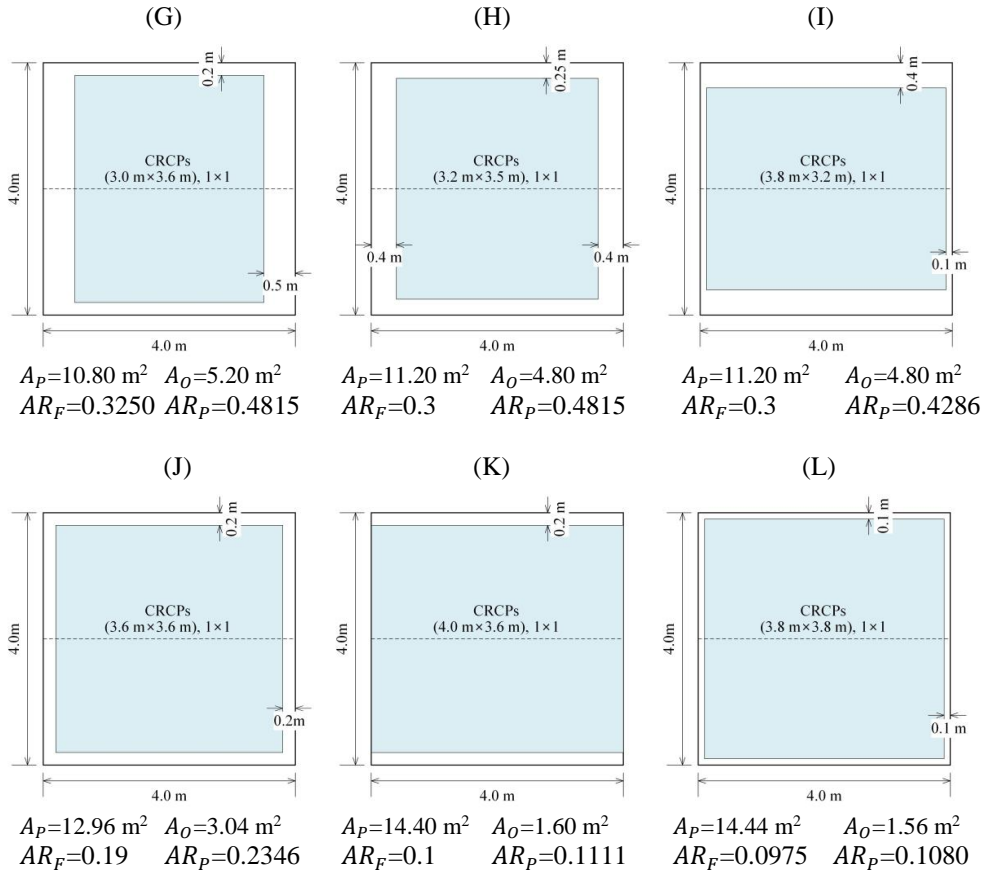 (G) (H) (I)
0.2 m 0.25 m 0.4 m
CRCPs CRCPs CRCPs
(3.0 m×3.6 m), 1×1 (3.2 m×3.5 m), 1×1 (3.8 m×3.2 m), 1×1
4.0m 4.0m 4.0m
0.5 m 0.4 m 0.4 m 0.1 m
4.0 m 4.0 m 4.0 m
A_P=10.80 m² A_O=5.20 m² A_P=11.20 m² A_O=4.80 m² A_P=11.20 m² A_O=4.80 m²
AR_F=0.3250 AR_P=0.4815 AR_F=0.3 AR_P=0.4815 AR_F=0.3 AR_P=0.4286
(J) (K) (L)
0.2 m 0.2 m 0.1 m
CRCPs CRCPs CRCPs
(3.6 m×3.6 m), 1×1 (4.0 m×3.6 m), 1×1 (3.8 m×3.8 m), 1×1
4.0m 4.0m 4.0m
0.2m 0.1 m
4.0 m 4.0 m 4.0 m
A_P=12.96 m² A_O=3.04 m² A_P=14.40 m² A_O=1.60 m² A_P=14.44 m² A_O=1.56 m²
AR_F=0.19 AR_P=0.2346 AR_F=0.1 AR_P=0.1111 AR_F=0.0975 AR_P=0.1080